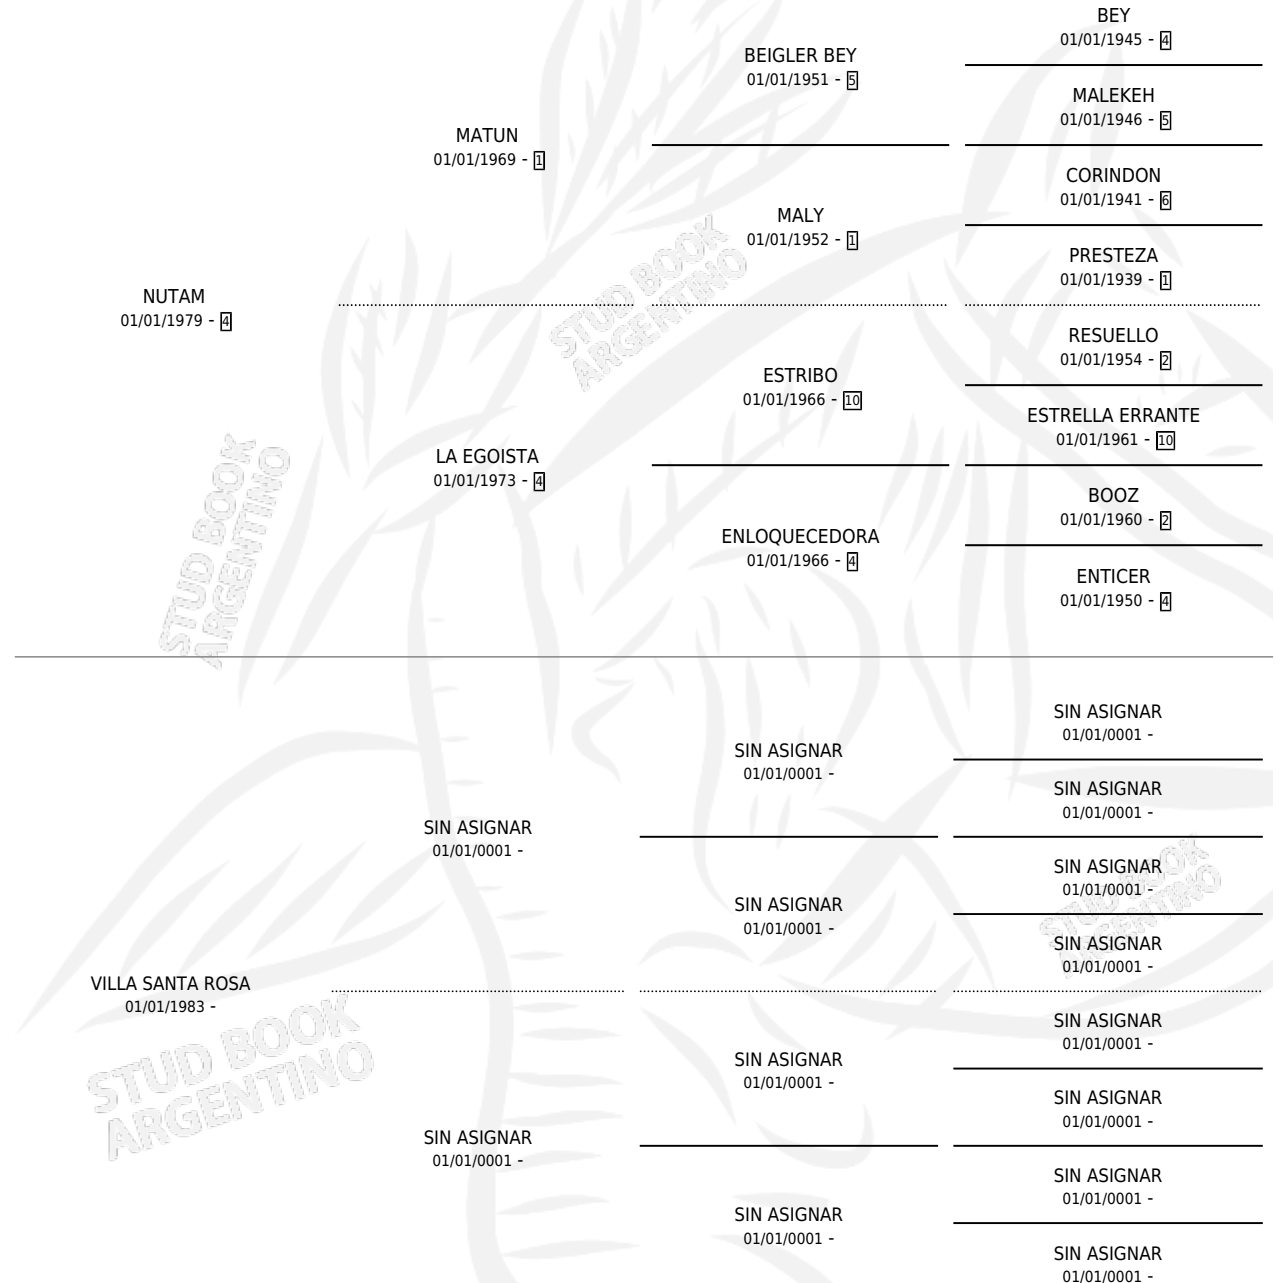 BEY
01/01/1945 - 4
BEIGLER BEY
01/01/1951 - 5
MALEKEH
01/01/1946 - 5
MATUN
01/01/1969 - 1
CORINDON
01/01/1941 - 6
MALY
01/01/1952 - 1
PRESTEZA
01/01/1939 - 1
NUTAM
01/01/1979 - 4
RESUELLO
01/01/1954 - 2
ESTRIBO
01/01/1966 - 10
ESTRELLA ERRANTE
01/01/1961 - 10
LA EGOISTA
01/01/1973 - 4
BOOZ
01/01/1960 - 2
ENLOQUECEDORA
01/01/1966 - 4
ENTICER
01/01/1950 - 4
STUD BOOK
ARGENTINO
STUD BOOK
ARGENTINO
SIN ASIGNAR
01/01/0001 -
SIN ASIGNAR
01/01/0001 -
SIN ASIGNAR
01/01/0001 -
SIN ASIGNAR
01/01/0001 -
SIN ASIGNAR
01/01/0001 -
SIN ASIGNAR
01/01/0001 -
SIN ASIGNAR
01/01/0001 -
VILLA SANTA ROSA
01/01/1983 -
SIN ASIGNAR
01/01/0001 -
SIN ASIGNAR
01/01/0001 -
SIN ASIGNAR
01/01/0001 -
SIN ASIGNAR
01/01/0001 -
SIN ASIGNAR
01/01/0001 -
SIN ASIGNAR
01/01/0001 -
SIN ASIGNAR
01/01/0001 -
STUD BOOK
ARGENTINO
STUD BOOK
ARGENTINO